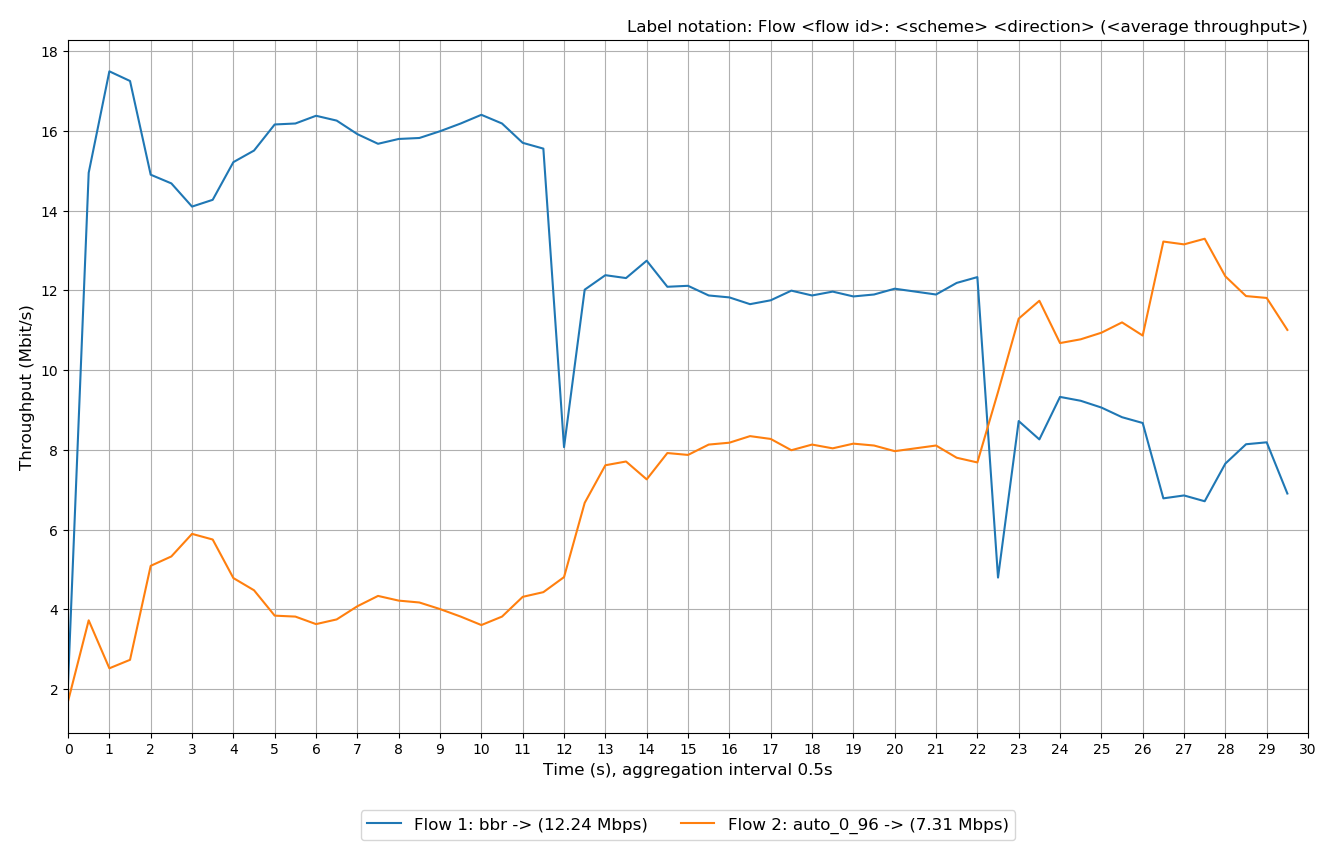 Label notation: Flow <flow id>: <scheme> <direction> (<average throughput>)
18
16
14
12
10
8
6
4
2
Throughput (Mbit/s)
0 1 2 3 4 5 6 7 8 9 10 11 12 13 14 15 16 17 18 19 20 21 22 23 24 25 26 27 28 29 30
Time (s), aggregation interval 0.5s
Flow 1: bbr -> (12.24 Mbps) Flow 2: auto_0_96 -> (7.31 Mbps)